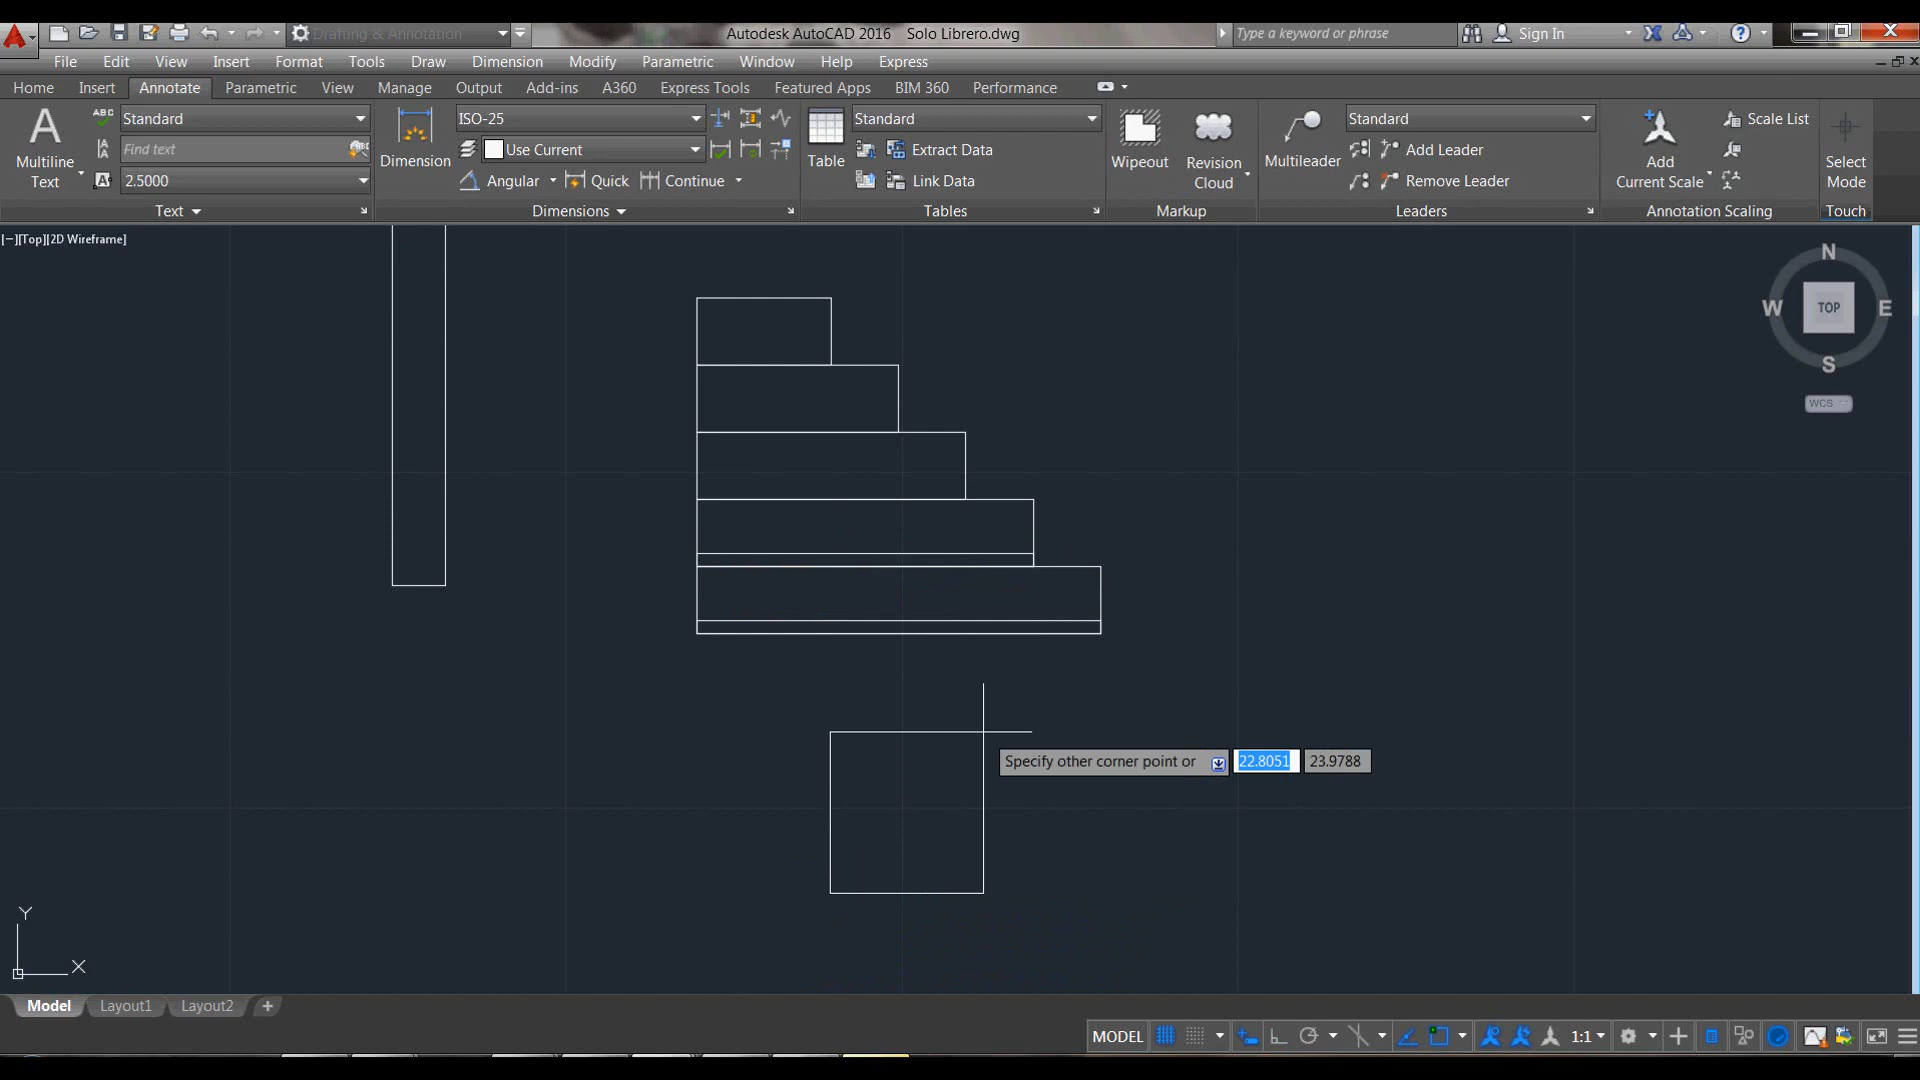 Drafting & Annotation
Autodesk AutoCAD 2016 Solo Librero.dwg
Type a keyword or phrase
Sign In
File Edit View Insert Format Tools Draw Dimension Modify Parametric Window Help Express
Home Insert Annotate Parametric View Manage Output Add-ins A360 Express Tools Featured Apps BIM 360 Performance
A Multiline Text
ABC Standard
Find text
A 2.5000
Text
Dimension
ISO-25
Use Current
Angular Quick Continue
Dimensions
Table
Standard
Extract Data
Link Data
Tables
Wipeout
Revision Cloud
Markup
Multileader
Standard
Add Leader
Remove Leader
Leaders
Add Current Scale
Scale List
Annotation Scaling
Select Mode
Touch
[−][Top][2D Wireframe]
N
W TOP E
S
WCS
Specify other corner point or 22.8051 23.9788
Y
X
Model Layout1 Layout2 +
MODEL 1:1